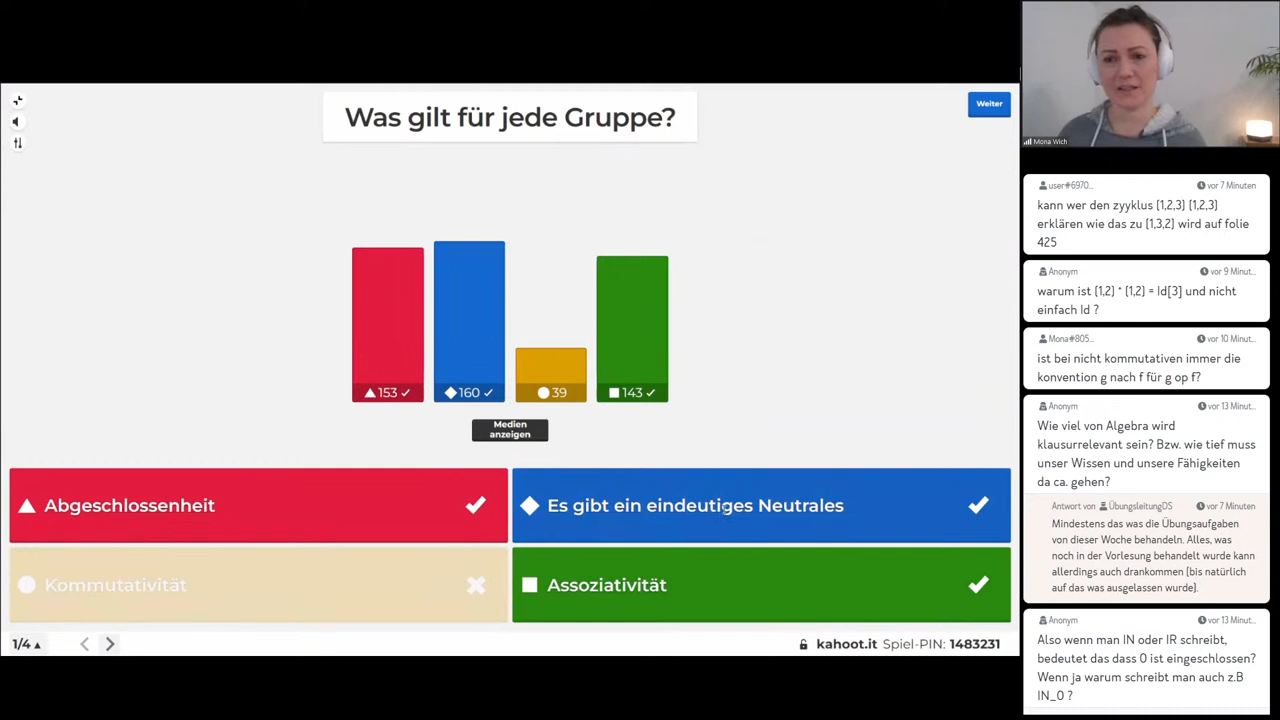 Was gilt für jede Gruppe?
Weiter
153
160
39
143
Medien
anzeigen
Abgeschlossenheit
Es gibt ein eindeutiges Neutrales
Kommutativität
Assoziativität
1/4
kahoot.it Spiel-PIN: 1483231
Mona Wich
user#6970... vor 7 Minuten
kann wer den zyyklus (1,2,3) (1,2,3)
erklären wie das zu (1,3,2) wird auf folie
425
Anonym vor 9 Minut...
warum ist (1,2) * (1,2) = Id[3] und nicht
einfach Id ?
Mona#805... vor 10 Minut...
ist bei nicht kommutativen immer die
konvention g nach f für g op f?
Anonym vor 13 Minut...
Wie viel von Algebra wird
klausurrelevant sein? Bzw. wie tief muss
unser Wissen und unsere Fähigkeiten
da ca. gehen?
Antwort von ÜbungsleitungDS vor 7 Minuten
Mindestens das was die Übungsaufgaben
von dieser Woche behandeln. Alles, was
noch in der Vorlesung behandelt wurde kann
allerdings auch drankommen (bis natürlich
auf das was ausgelassen wurde).
Anonym vor 13 Minut...
Also wenn man IN oder IR schreibt,
bedeutet das dass 0 ist eingeschlossen?
Wenn ja warum schreibt man auch z.B
IN_0 ?